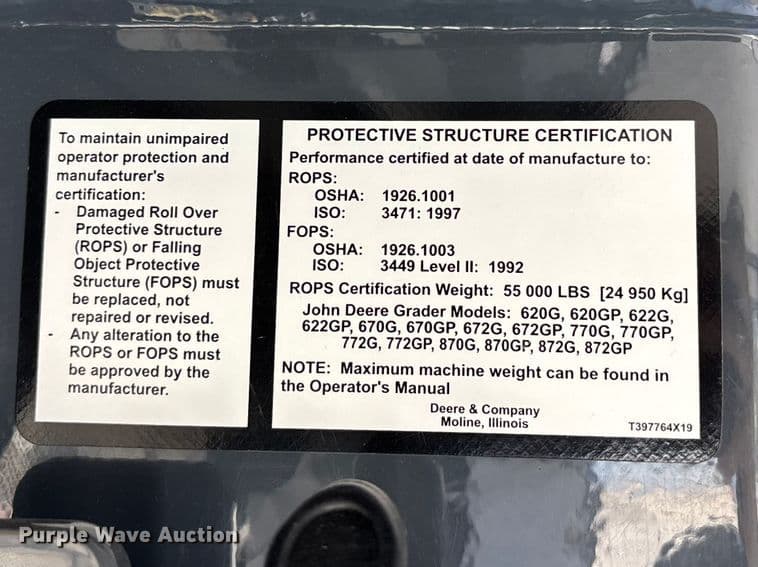 To maintain unimpaired
operator protection and
manufacturer's
certification:
- Damaged Roll Over
Protective Structure
(ROPS) or Falling
Object Protective
Structure (FOPS) must
be replaced, not
repaired or revised.
- Any alteration to the
ROPS or FOPS must
be approved by the
manufacturer.
PROTECTIVE STRUCTURE CERTIFICATION
Performance certified at date of manufacture to:
ROPS:
OSHA: 1926.1001
ISO: 3471: 1997
FOPS:
OSHA: 1926.1003
ISO: 3449 Level II: 1992
ROPS Certification Weight: 55 000 LBS [24 950 Kg]
John Deere Grader Models: 620G, 620GP, 622G,
622GP, 670G, 670GP, 672G, 672GP, 770G, 770GP,
772G, 772GP, 870G, 870GP, 872G, 872GP
NOTE: Maximum machine weight can be found in
the Operator's Manual
Deere & Company
Moline, Illinois
T397764X19
Purple Wave Auction